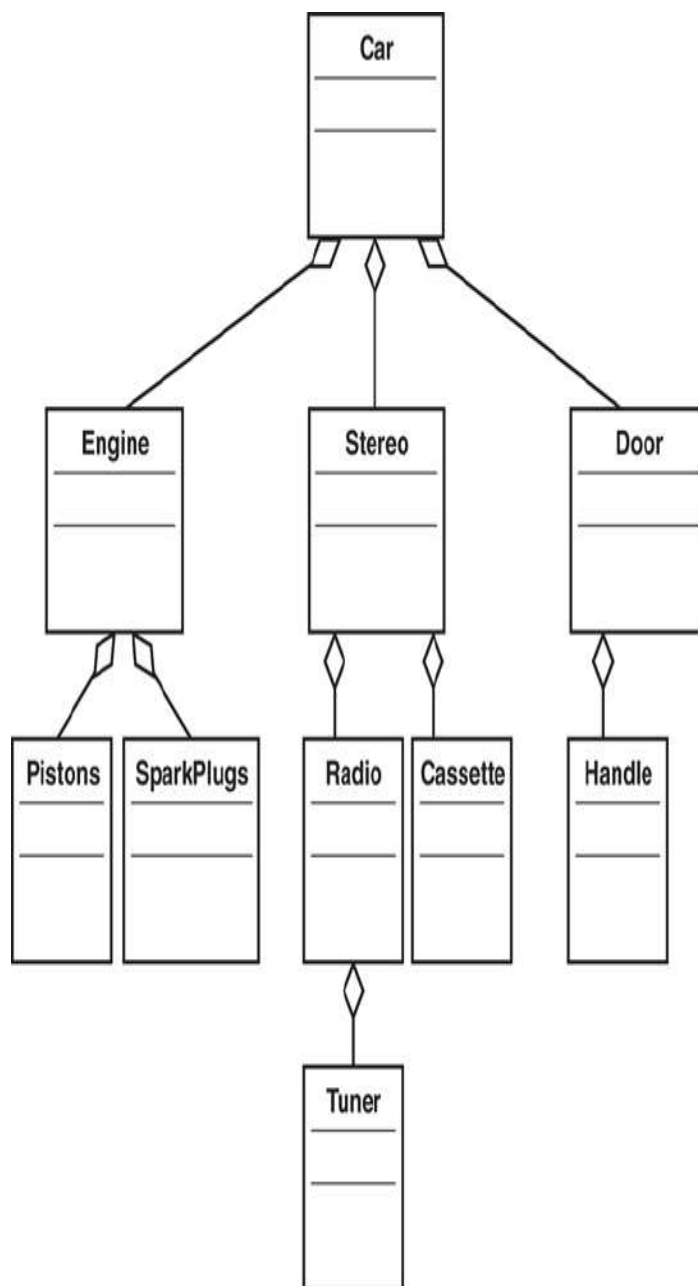 Car
Engine
Stereo
Door
Pistons
SparkPlugs
Radio
Cassette
Handle
Tuner